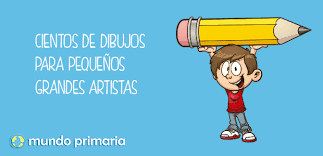 CIENTOS DE DIBUJOS
PARA PEQUEÑOS
GRANDES ARTISTAS
mundo primaria